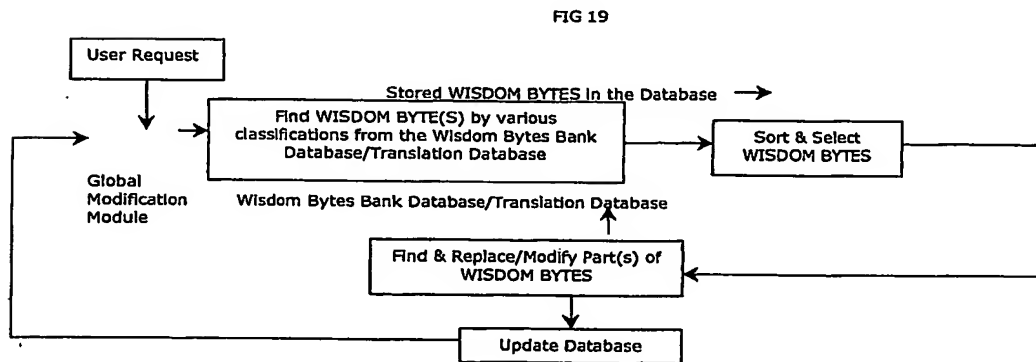 FIG 19
User Request
Stored WISDOM BYTES in the Database
Find WISDOM BYTE(S) by various
classifications from the Wisdom Bytes Bank
Database/Translation Database
Sort & Select
WISDOM BYTES
Global
Modification
Module
Wisdom Bytes Bank Database/Translation Database
Find & Replace/Modify Part(s) of
WISDOM BYTES
Update Database